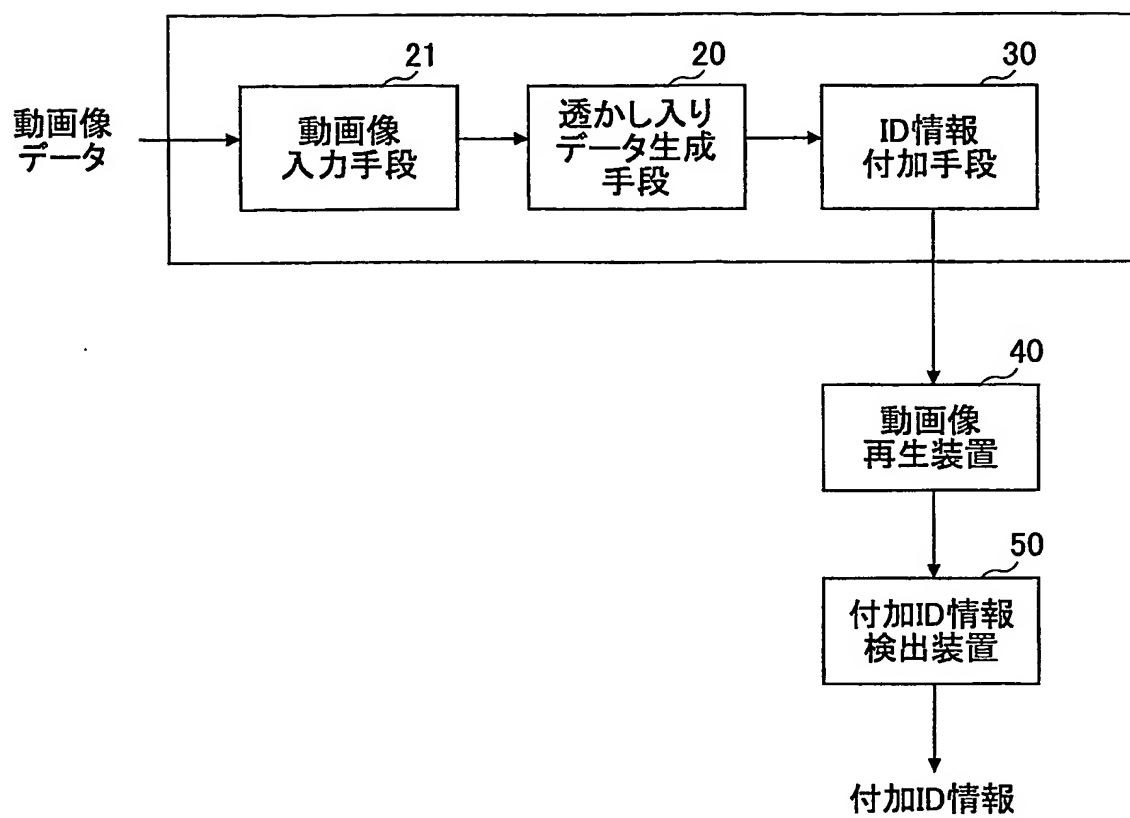 動画像
データ
21
動画像
入力手段
20
透かし入り
データ生成
手段
30
ID情報
付加手段
40
動画像
再生装置
50
付加ID情報
検出装置
付加ID情報